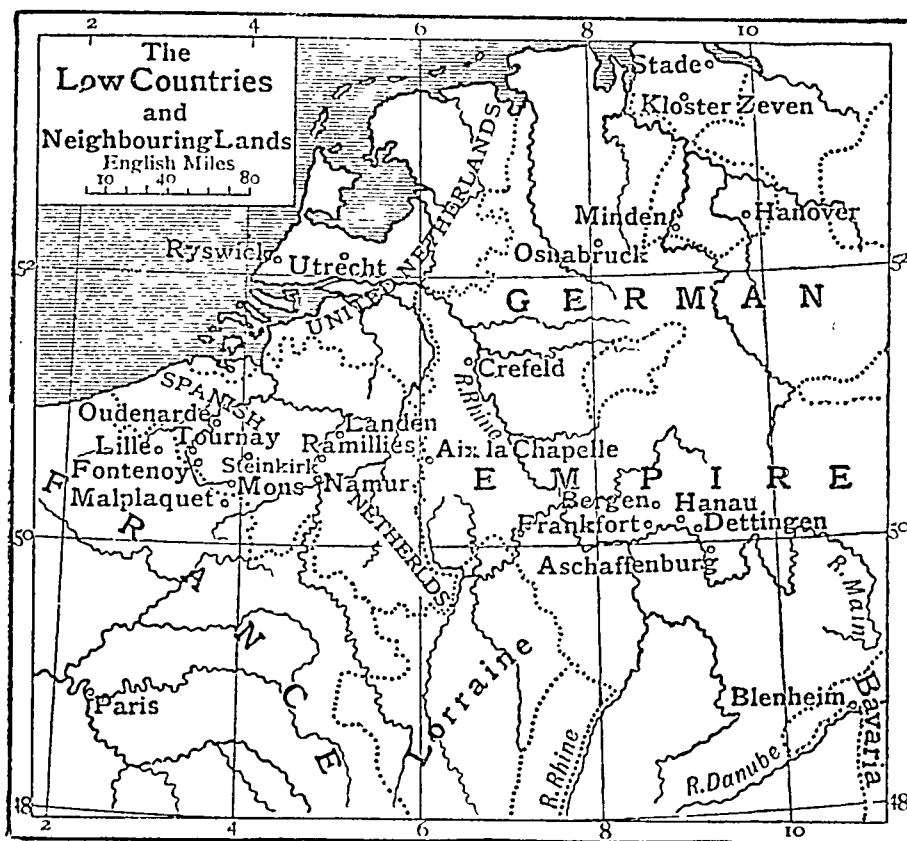 2 4 6 8 10
The
Low Countries
and
Neighbouring Lands
English Miles
10 40 80
Stade
Kloster Zeven
UNITED NETHERLANDS
Minden
Hanover
Ryswick
Utrecht
Osnabruck
52 52
GERMAN
Crefeld
R. Rhine
SPANISH
Oudenarde
Landen
Lille
Tournay
Ramillies
Aix la Chapelle
Steinkirk
Fontenoy
Mons
Namur
EMPIRE
Malplaquet
Bergen
Hanau
FRANCE
NETHERLDS
Frankfort
Dettingen
50 50
Aschaffenburg
R. Main
Lorraine
Paris
Blenheim
Bavaria
R. Rhine
R. Danube
48 48
2 4 6 8 10